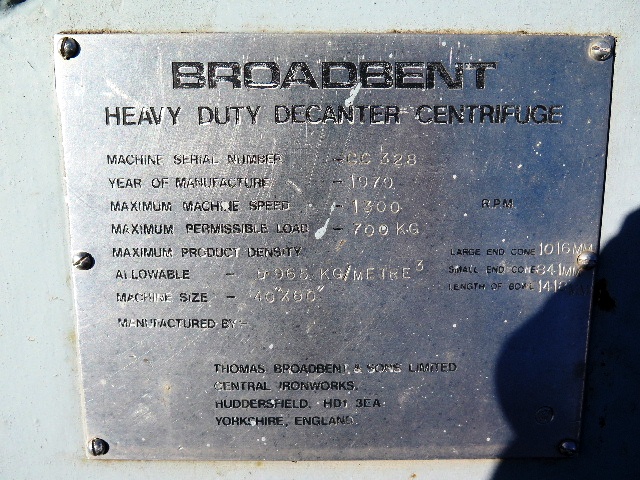 BROADBENT
HEAVY DUTY DECANTER CENTRIFUGE
MACHINE SERIAL NUMBER - 328
YEAR OF MANUFACTURE - 1970
MAXIMUM MACHINE SPEED - 1300 R.P.M.
MAXIMUM PERMISSIBLE LOAD - 700 KG
MAXIMUM PRODUCT DENSITY
LARGE END CONE 1016MM
ALLOWABLE - KG/METRE³
SMALL END CONE 841MM
MACHINE SIZE -
LENGTH OF BOWL
MANUFACTURED BY:-
THOMAS BROADBENT & SONS LIMITED
CENTRAL IRONWORKS,
HUDDERSFIELD, HD1 3EA
YORKSHIRE, ENGLAND.